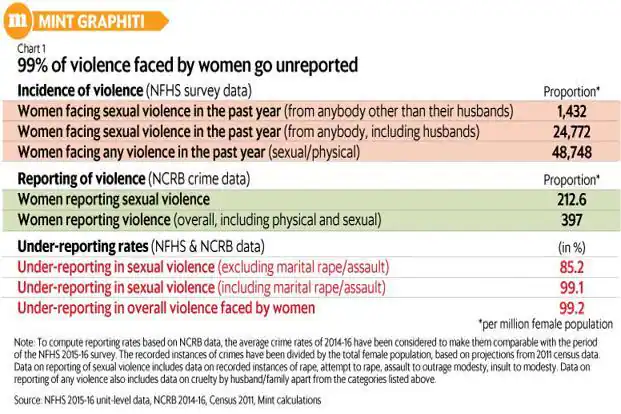 m MINT GRAPHITI
Chart 1
99% of violence faced by women go unreported
Incidence of violence (NFHS survey data) Proportion*
Women facing sexual violence in the past year (from anybody other than their husbands) 1,432
Women facing sexual violence in the past year (from anybody, including husbands) 24,772
Women facing any violence in the past year (sexual/physical) 48,748
Reporting of violence (NCRB crime data) Proportion*
Women reporting sexual violence 212.6
Women reporting violence (overall, including physical and sexual) 397
Under-reporting rates (NFHS & NCRB data) (in %)
Under-reporting in sexual violence (excluding marital rape/assault) 85.2
Under-reporting in sexual violence (including marital rape/assault) 99.1
Under-reporting in overall violence faced by women 99.2
*per million female population
Note: To compute reporting rates based on NCRB data, the average crime rates of 2014-16 have been considered to make them comparable with the period
of the NFHS 2015-16 survey. The recorded instances of crimes have been divided by the total female population, based on projections from 2011 census data.
Data on reporting of sexual violence includes data on recorded instances of rape, attempt to rape, assault to outrage modesty, insult to modesty. Data on
reporting of any violence also includes data on cruelty by husband/family apart from the categories listed above.
Source: NFHS 2015-16 unit-level data, NCRB 2014-16, Census 2011, Mint calculations